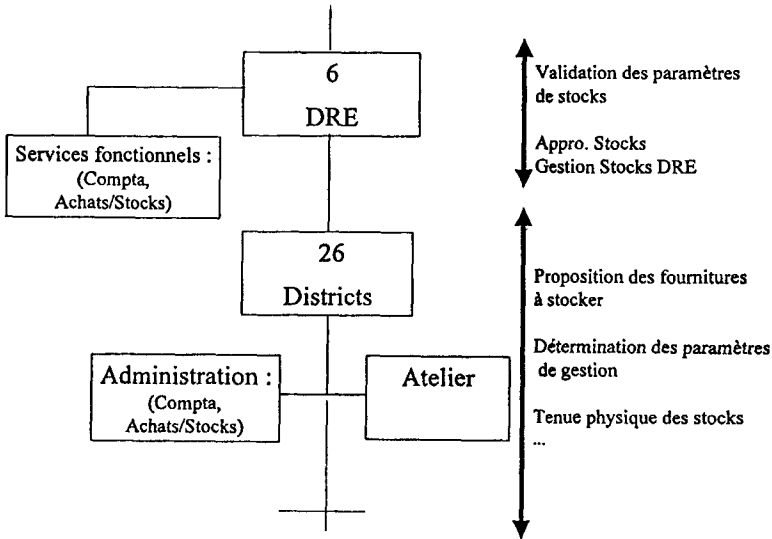 6
DRE
Services fonctionnels :
(Compta,
Achats/Stocks)
26
Districts
Administration :
(Compta,
Achats/Stocks)
Atelier
Validation des paramètres
de stocks
Appro. Stocks
Gestion Stocks DRE
Proposition des fournitures
à stocker
Détermination des paramètres
de gestion
Tenue physique des stocks
...